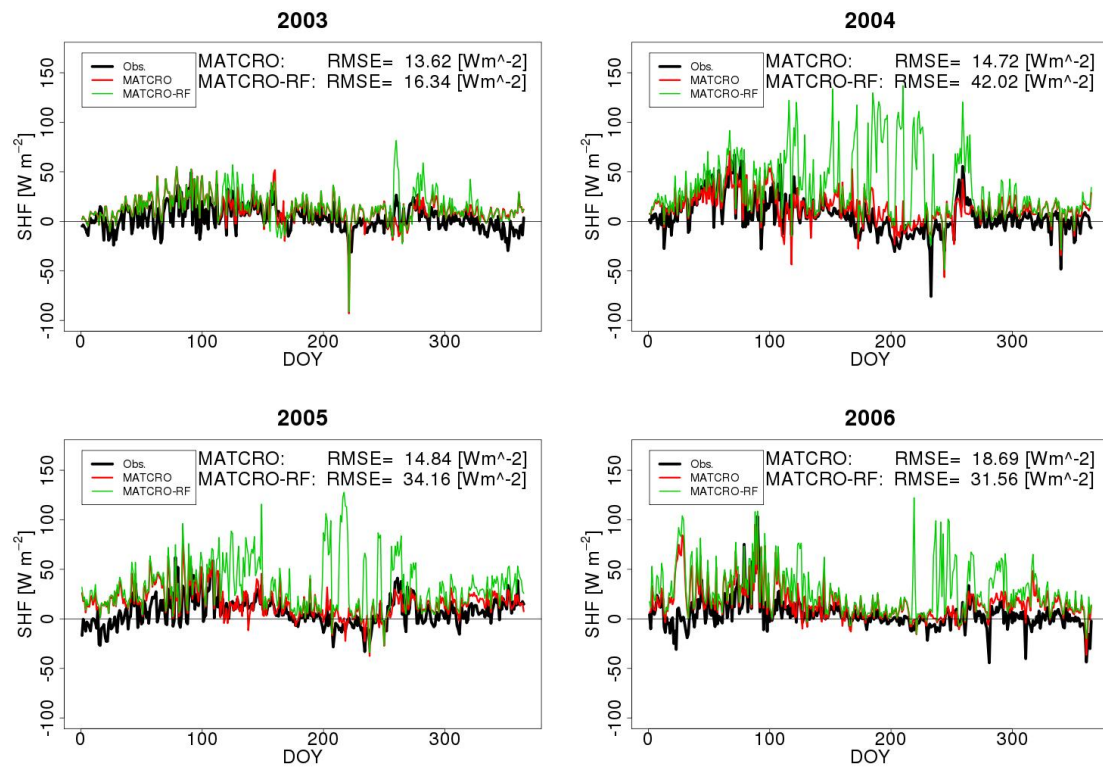 2003
Obs.
MATCRO
MATCRO-RF
MATCRO: RMSE= 13.62 [Wm^-2]
MATCRO-RF: RMSE= 16.34 [Wm^-2]
SHF [W m-2]
150
100
50
0
-50
-100
0 100 200 300
DOY
2004
Obs.
MATCRO
MATCRO-RF
MATCRO: RMSE= 14.72 [Wm^-2]
MATCRO-RF: RMSE= 42.02 [Wm^-2]
SHF [W m-2]
150
100
50
0
-50
-100
0 100 200 300
DOY
2005
Obs.
MATCRO
MATCRO-RF
MATCRO: RMSE= 14.84 [Wm^-2]
MATCRO-RF: RMSE= 34.16 [Wm^-2]
SHF [W m-2]
150
100
50
0
-50
-100
0 100 200 300
DOY
2006
Obs.
MATCRO
MATCRO-RF
MATCRO: RMSE= 18.69 [Wm^-2]
MATCRO-RF: RMSE= 31.56 [Wm^-2]
SHF [W m-2]
150
100
50
0
-50
-100
0 100 200 300
DOY